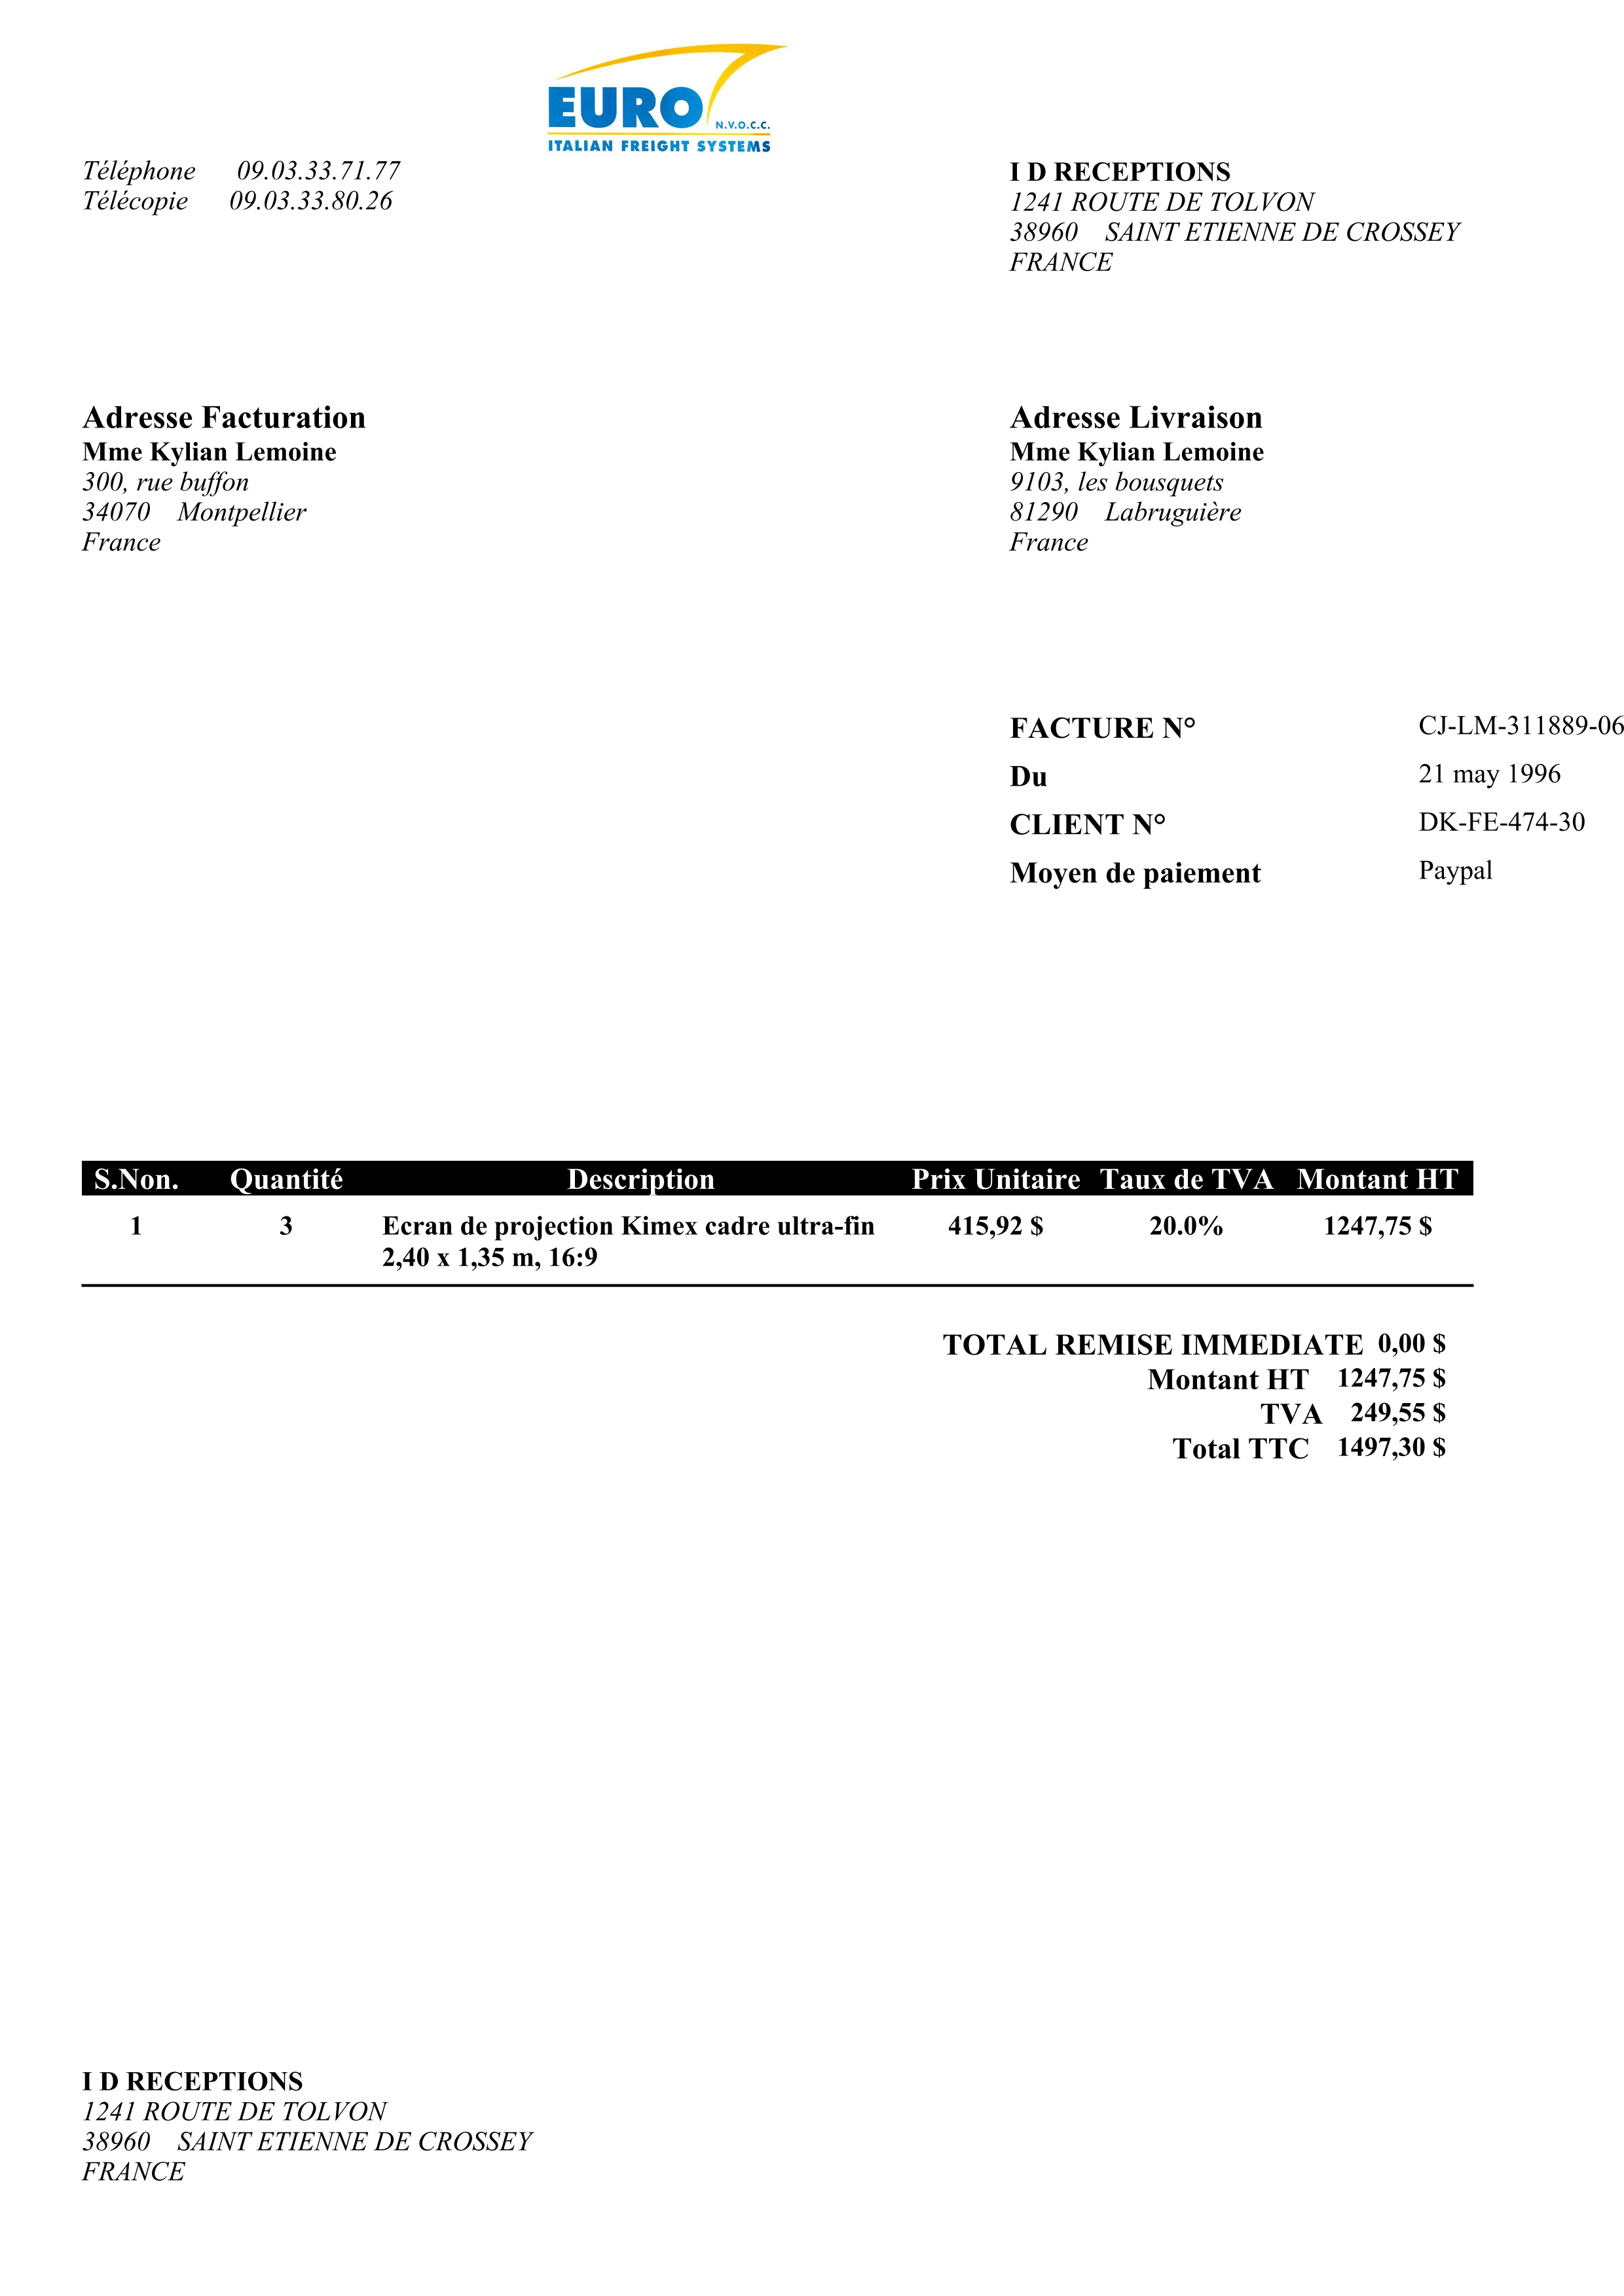 EURO
N.V.O.C.C.
ITALIAN FREIGHT SYSTEMS
Téléphone 09.03.33.71.77
Télécopie 09.03.33.80.26
I D RECEPTIONS
1241 ROUTE DE TOLVON
38960 SAINT ETIENNE DE CROSSEY
FRANCE
Adresse Facturation
Mme Kylian Lemoine
300, rue buffon
34070 Montpellier
France
Adresse Livraison
Mme Kylian Lemoine
9103, les bousquets
81290 Labruguière
France
FACTURE N° CJ-LM-311889-06
Du 21 may 1996
CLIENT N° DK-FE-474-30
Moyen de paiement Paypal
S.Non. Quantité Description Prix Unitaire Taux de TVA Montant HT
1 3 Ecran de projection Kimex cadre ultra-fin 415,92 $ 20.0% 1247,75 $
2,40 x 1,35 m, 16:9
TOTAL REMISE IMMEDIATE 0,00 $
Montant HT 1247,75 $
TVA 249,55 $
Total TTC 1497,30 $
I D RECEPTIONS
1241 ROUTE DE TOLVON
38960 SAINT ETIENNE DE CROSSEY
FRANCE